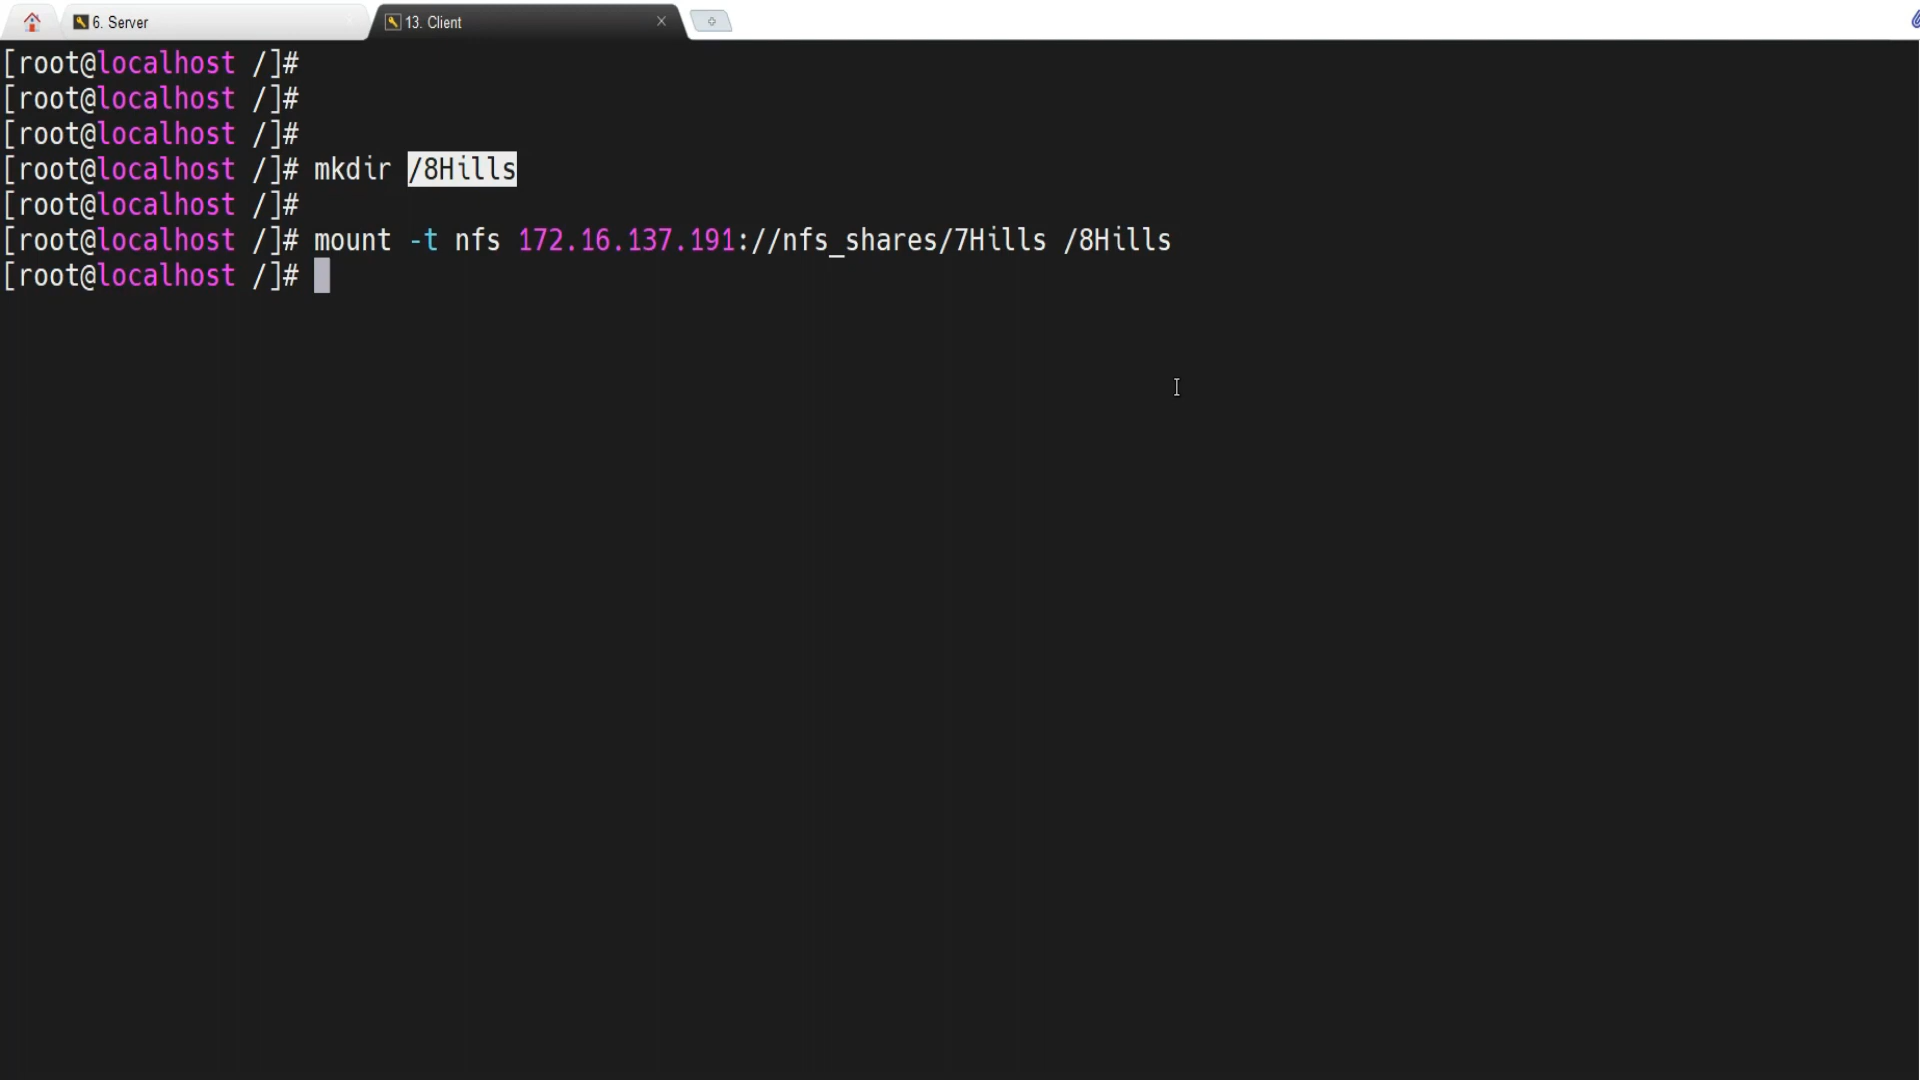 6. Server
13. Client
[root@localhost /]#
[root@localhost /]#
[root@localhost /]#
[root@localhost /]# mkdir /8Hills
[root@localhost /]#
[root@localhost /]# mount -t nfs 172.16.137.191://nfs_shares/7Hills /8Hills
[root@localhost /]#